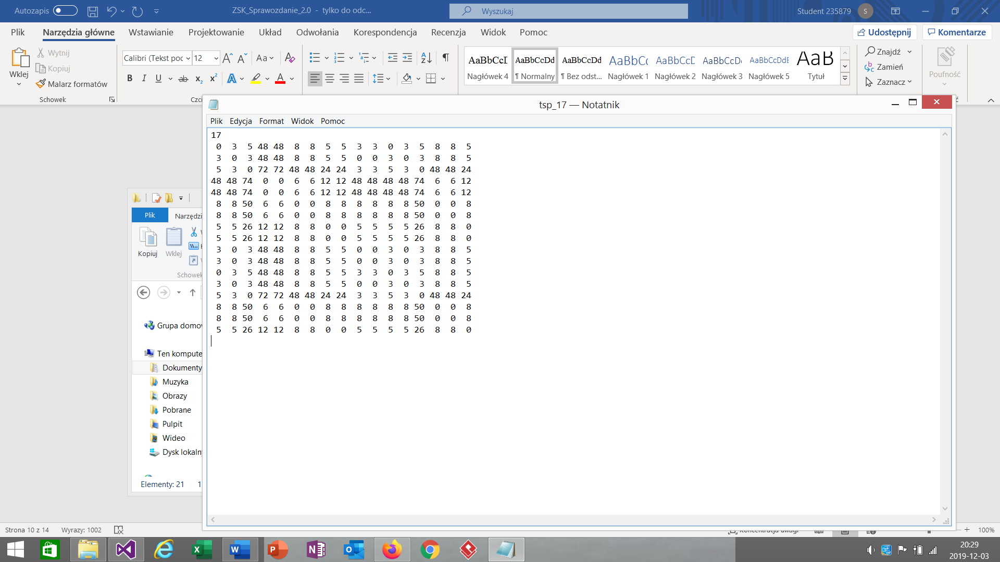 Autozapis ZSK_Sprawozdanie_2.0 - tylko do odc... Wyszukaj Student 235879 S
Plik Narzędzia główne Wstawianie Projektowanie Układ Odwołania Korespondencja Recenzja Widok Pomoc Udostępnij Komentarze
Wklej
Wytnij
Kopiuj
Malarz formatów
Schowek
Calibri (Tekst poc 12
Aa
B I U ab x₂ x² A A
AaBbCcI Nagłówek 4
AaBbCcDd ¶ Normalny
AaBbCcDd ¶ Bez odst...
AaBbCc Nagłówek 1
AaBbCcD Nagłówek 2
AaBbCcD Nagłówek 3
AaBbCcDdE Nagłówek 5
AaB Tytuł
Znajdź
Zamień
Zaznacz
Poufność
tsp_17 — Notatnik
Plik Edycja Format Widok Pomoc
17
0 3 5 48 48 8 8 5 5 3 3 0 3 5 8 8 5
3 0 3 48 48 8 8 5 5 0 0 3 0 3 8 8 5
5 3 0 72 72 48 48 24 24 3 3 5 3 0 48 48 24
48 48 74 0 0 6 6 12 12 48 48 48 48 74 6 6 12
48 48 74 0 0 6 6 12 12 48 48 48 48 74 6 6 12
8 8 50 6 6 0 0 8 8 8 8 8 8 50 0 0 8
8 8 50 6 6 0 0 8 8 8 8 8 8 50 0 0 8
5 5 26 12 12 8 8 0 0 5 5 5 5 26 8 8 0
5 5 26 12 12 8 8 0 0 5 5 5 5 26 8 8 0
3 0 3 48 48 8 8 5 5 0 0 3 0 3 8 8 5
3 0 3 48 48 8 8 5 5 0 0 3 0 3 8 8 5
0 3 5 48 48 8 8 5 5 3 3 0 3 5 8 8 5
3 0 3 48 48 8 8 5 5 0 0 3 0 3 8 8 5
5 3 0 72 72 48 48 24 24 3 3 5 3 0 48 48 24
8 8 50 6 6 0 0 8 8 8 8 8 8 50 0 0 8
8 8 50 6 6 0 0 8 8 8 8 8 8 50 0 0 8
5 5 26 12 12 8 8 0 0 5 5 5 5 26 8 8 0
Plik Narzędzi
Kopiuj Wklej
Schowek
Grupa domo
Ten kompute
Dokumenty
Muzyka
Obrazy
Pobrane
Pulpit
Wideo
Dysk lokaln
Elementy: 21 1
Strona 10 z 14 Wyrazy: 1002 100%
20:29
2019-12-03